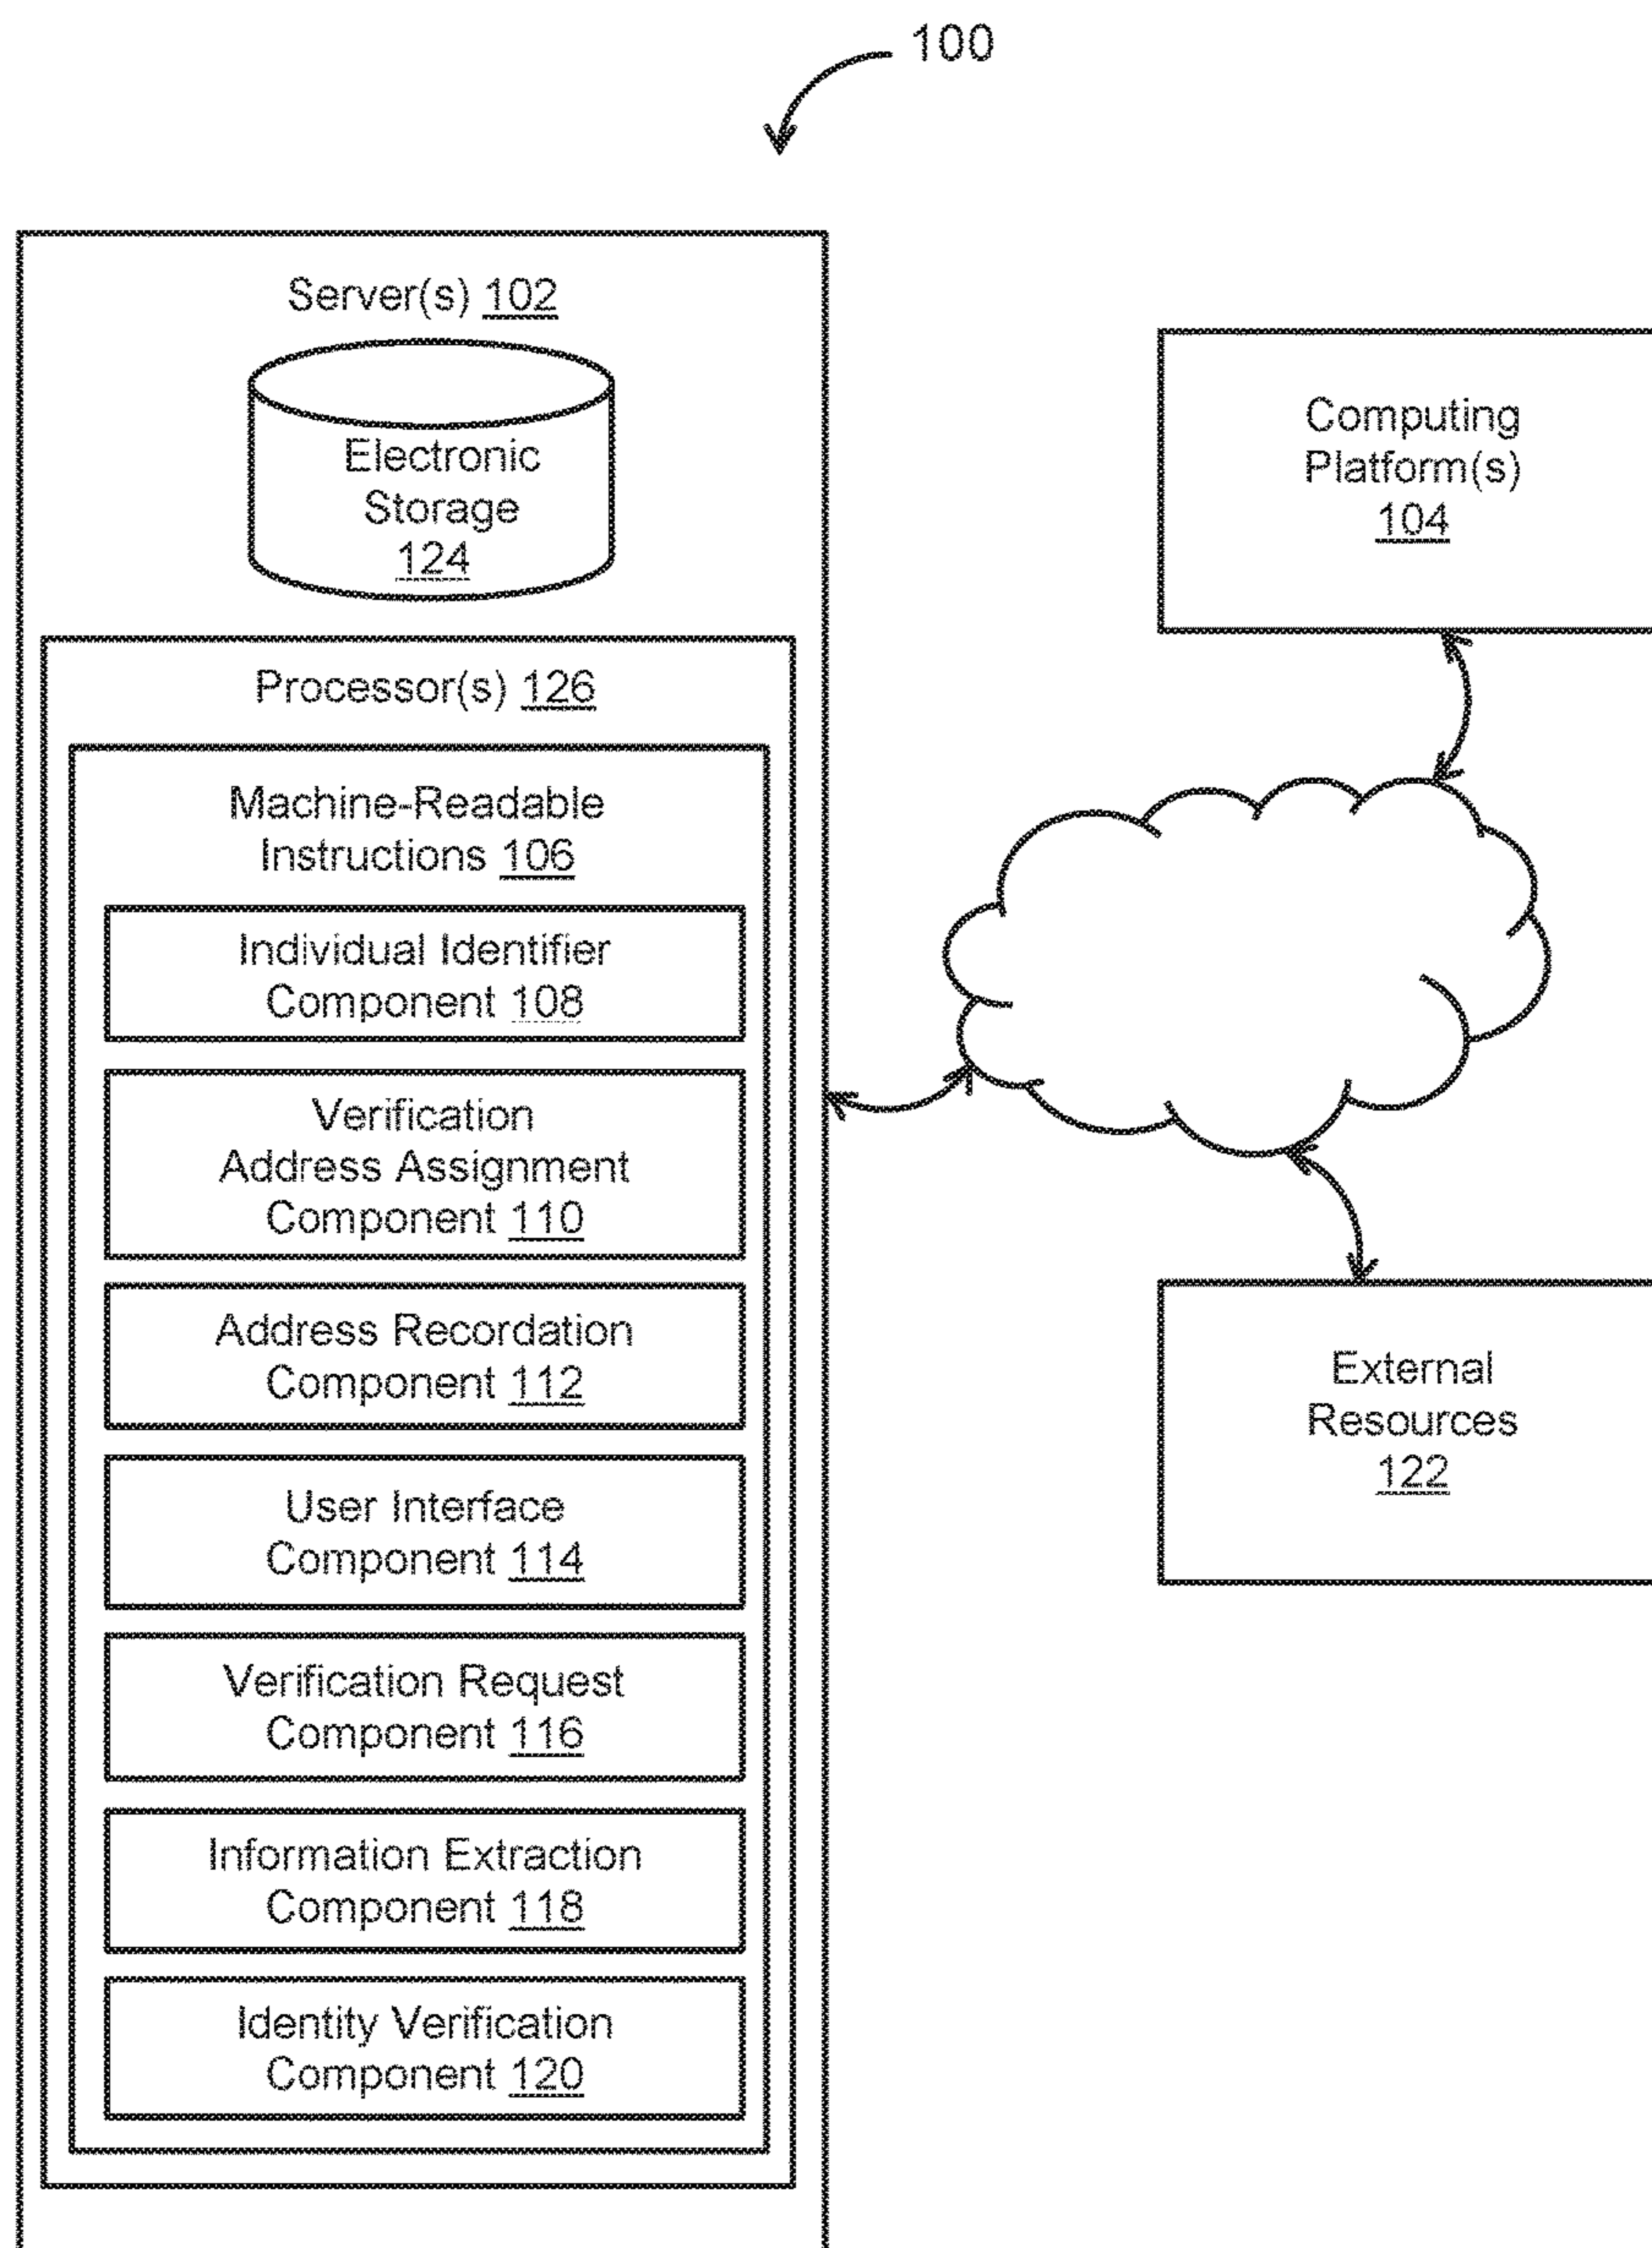 100
Server(s) 102
Electronic
Storage
124
Processor(s) 126
Machine-Readable
Instructions 106
Individual Identifier
Component 108
Verification
Address Assignment
Component 110
Address Recordation
Component 112
User Interface
Component 114
Verification Request
Component 116
Information Extraction
Component 118
Identity Verification
Component 120
Computing
Platform(s)
104
External
Resources
122